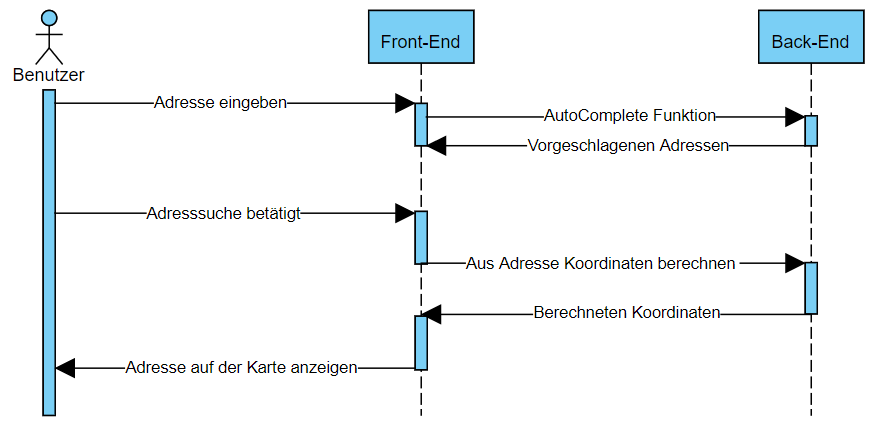 Front-End
Back-End
Benutzer
Adresse eingeben
AutoComplete Funktion
Vorgeschlagenen Adressen
Adresssuche betätigt
Aus Adresse Koordinaten berechnen
Berechneten Koordinaten
Adresse auf der Karte anzeigen